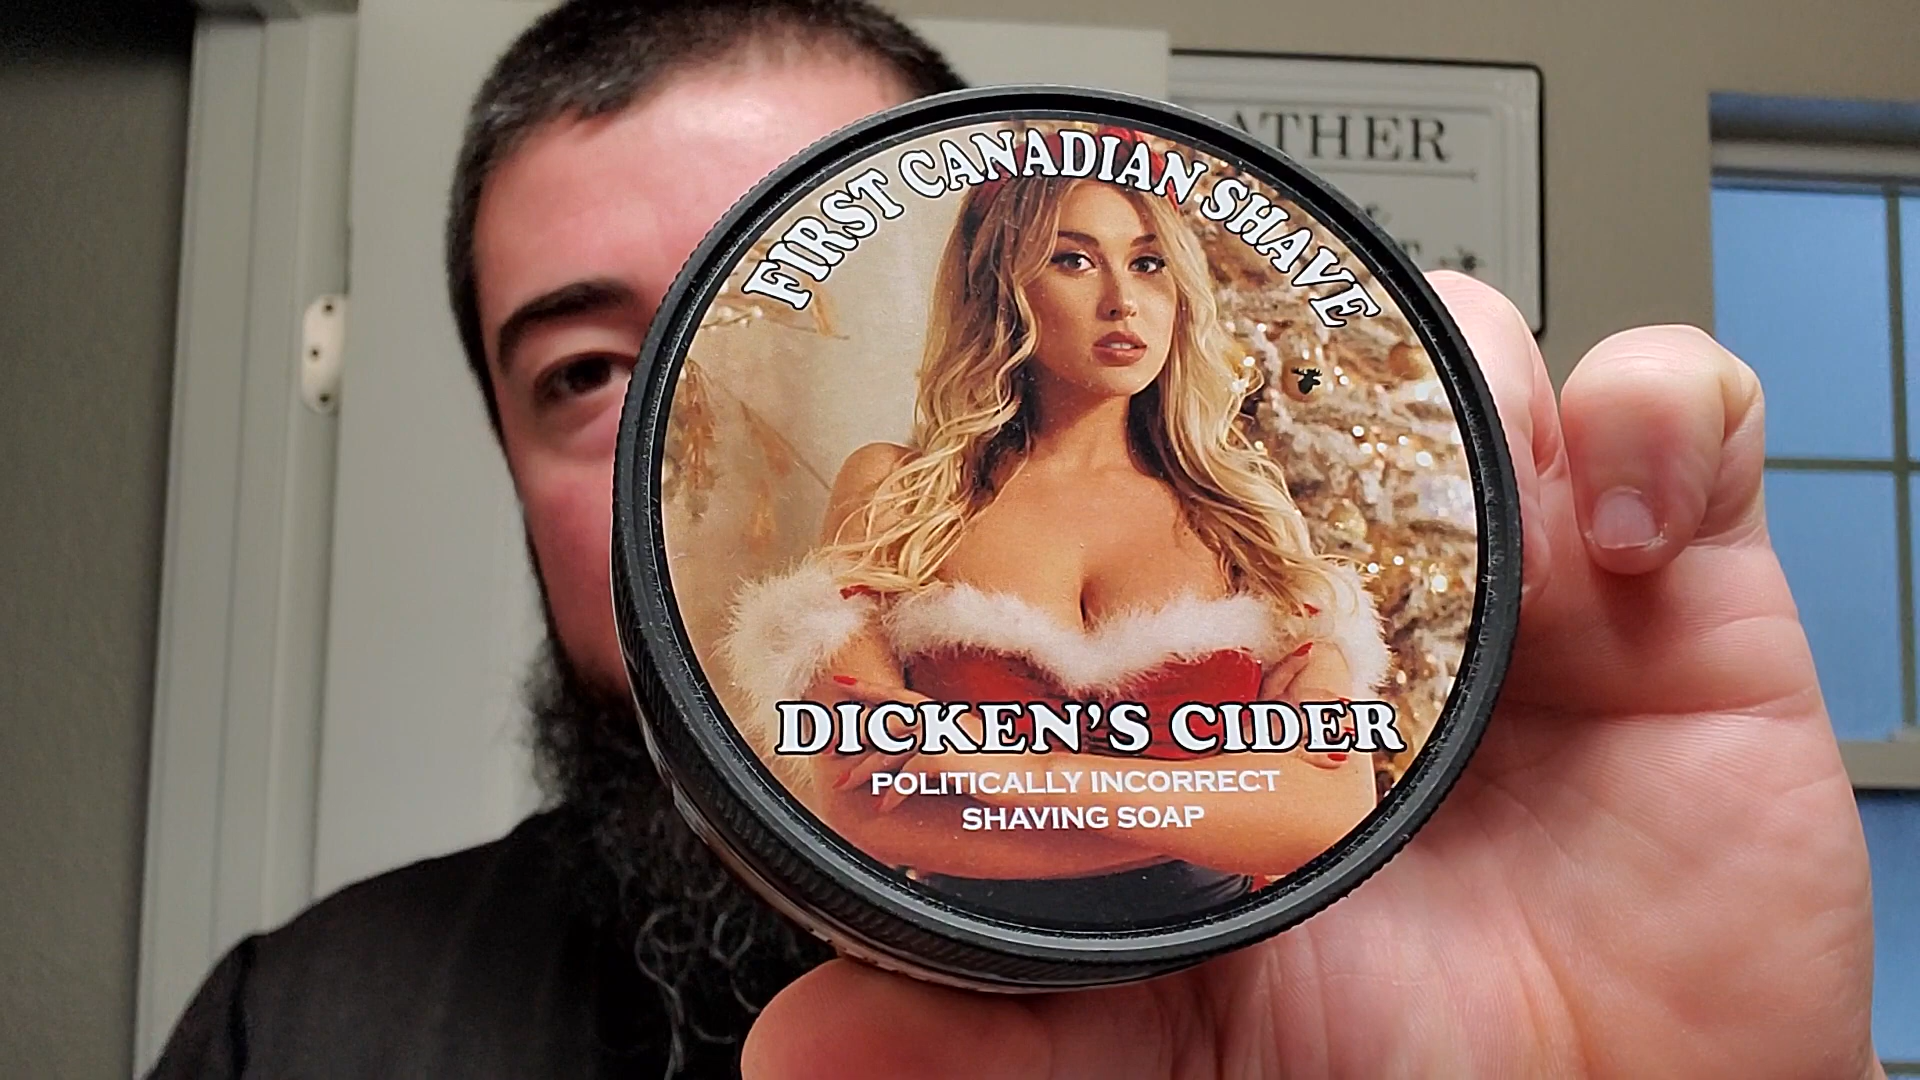 FIRST CANADIAN SHAVE
DICKEN'S CIDER
POLITICALLY INCORRECT
SHAVING SOAP
ATHER